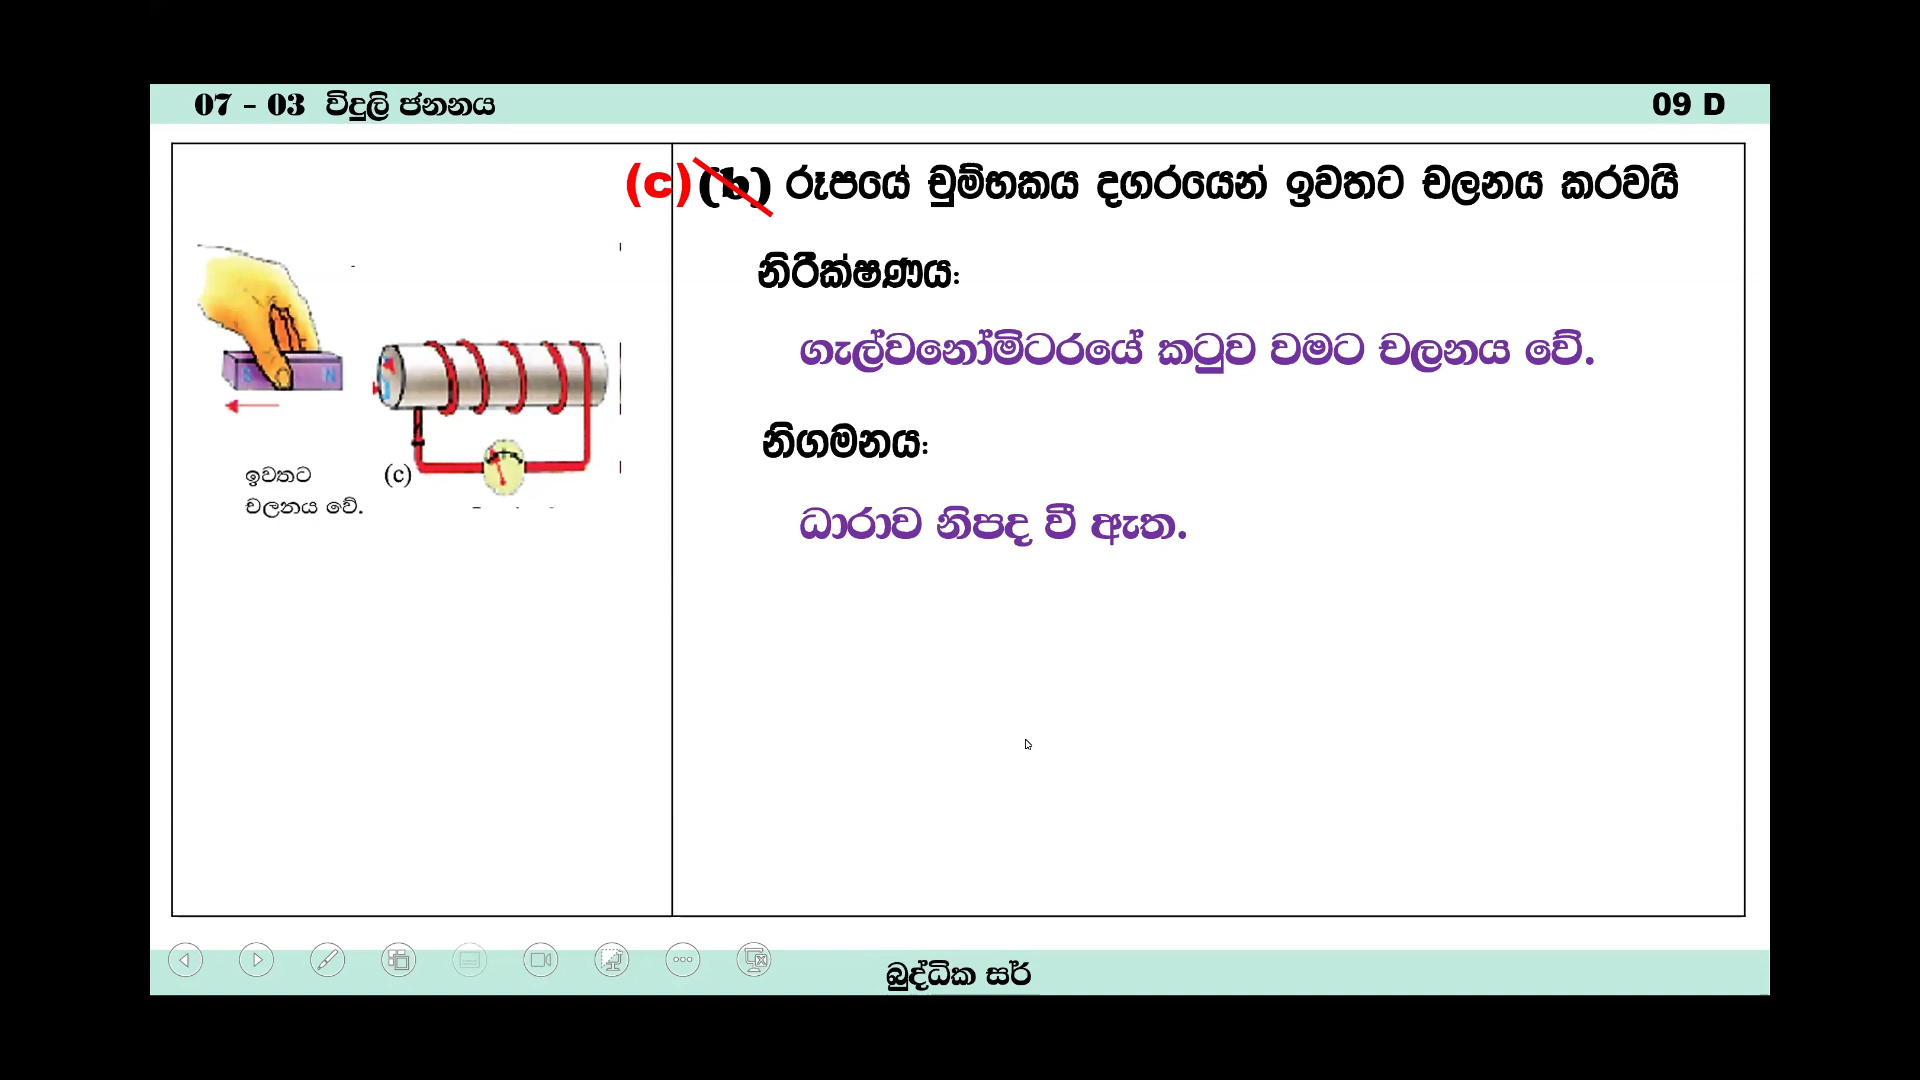 07 - 03 විදුලි ජනනය
09 D
(c) (b) රූපයේ චුම්භකය දගරයෙන් ඉවතට චලනය කරවයි
නිරීක්ෂණය:
ගැල්වනෝමිටරයේ කටුව වමට චලනය වේ.
නිගමනය:
ධාරාව නිපද වී ඇත.
S N
ඉවතට (c)
චලනය වේ.
බුද්ධික සර්